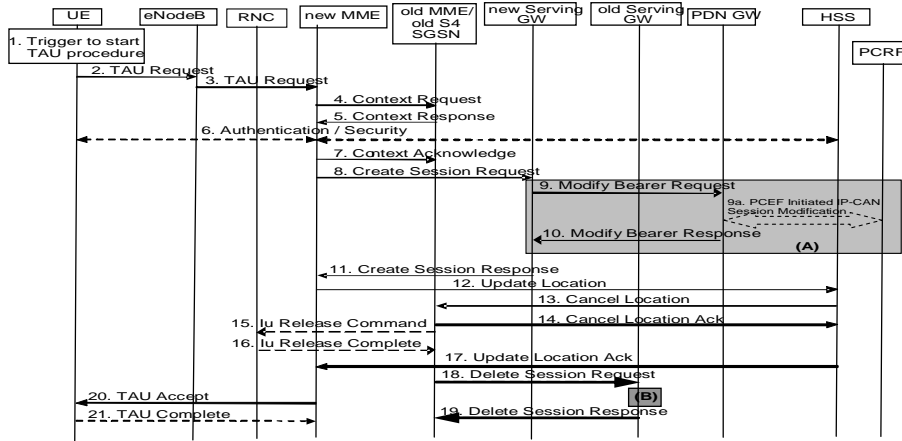 UE
eNodeB
RNC
new MME
old MME/
old S4
SGSN
new Serving
GW
old Serving
GW
PDN GW
HSS
PCRF
1. Trigger to start
TAU procedure
2. TAU Request
3. TAU Request
4. Context Request
5. Context Response
6. Authentication / Security
7. Context Acknowledge
8. Create Session Request
9. Modify Bearer Request
9a. PCEF Initiated IP-CAN
Session Modification
10. Modify Bearer Response
(A)
11. Create Session Response
12. Update Location
13. Cancel Location
14. Cancel Location Ack
15. Iu Release Command
16. Iu Release Complete
17. Update Location Ack
18. Delete Session Request
(B)
19. Delete Session Response
20. TAU Accept
21. TAU Complete